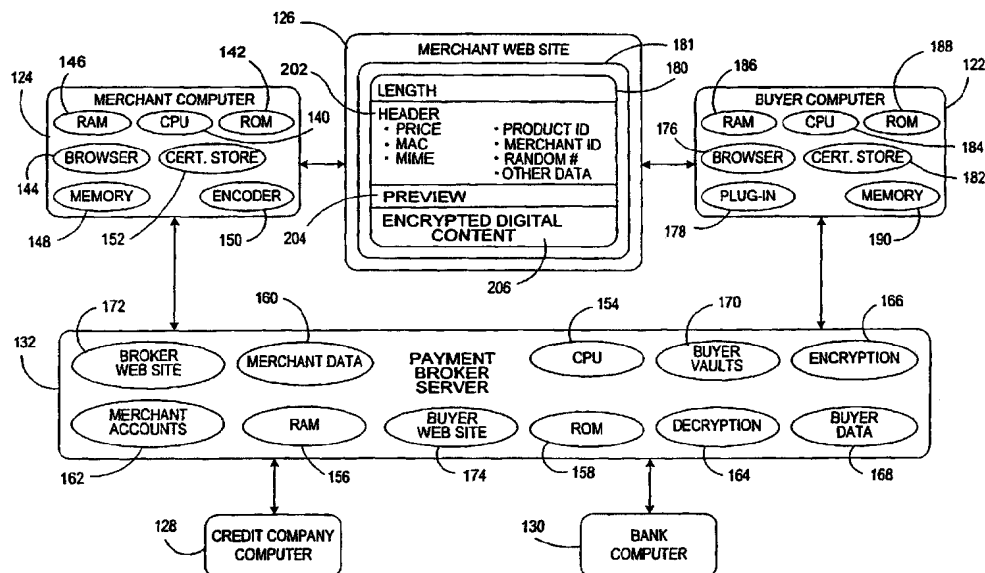 126
MERCHANT WEB SITE
181
180
146
142
202
186
188
124
122
MERCHANT COMPUTER
RAM
CPU
ROM
140
BROWSER
CERT. STORE
144
MEMORY
ENCODER
148
152
150
LENGTH
HEADER
· PRICE
· MAC
· MIME
· PRODUCT ID
· MERCHANT ID
· RANDOM #
· OTHER DATA
PREVIEW
204
ENCRYPTED DIGITAL
CONTENT
206
BUYER COMPUTER
RAM
CPU
ROM
176
184
BROWSER
CERT. STORE
182
PLUG-IN
MEMORY
178
190
172
160
154
170
166
132
BROKER
WEB SITE
MERCHANT DATA
PAYMENT
BROKER
SERVER
CPU
BUYER
VAULTS
ENCRYPTION
MERCHANT
ACCOUNTS
RAM
BUYER
WEB SITE
ROM
DECRYPTION
BUYER
DATA
162
156
174
158
164
168
128
CREDIT COMPANY
COMPUTER
130
BANK
COMPUTER